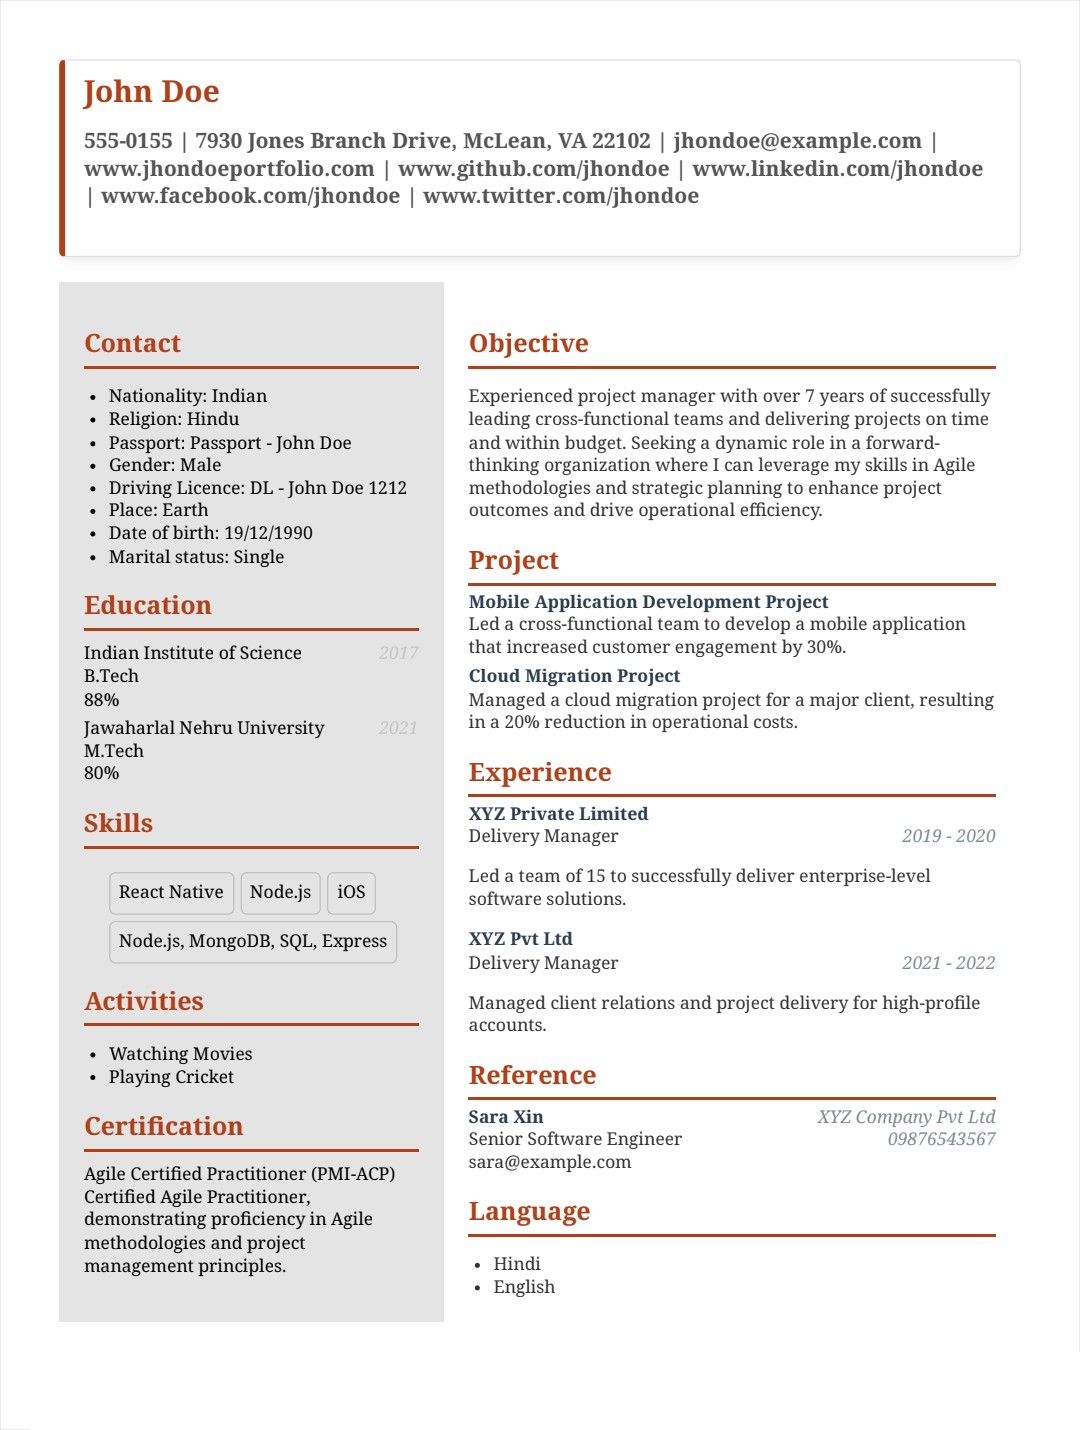 John Doe
555-0155 | 7930 Jones Branch Drive, McLean, VA 22102 | jhondoe@example.com |
www.jhondoeportfolio.com | www.github.com/jhondoe | www.linkedin.com/jhondoe
| www.facebook.com/jhondoe | www.twitter.com/jhondoe
Contact
• Nationality: Indian
• Religion: Hindu
• Passport: Passport - John Doe
• Gender: Male
• Driving Licence: DL - John Doe 1212
• Place: Earth
• Date of birth: 19/12/1990
• Marital status: Single
Education
Indian Institute of Science 2017
B.Tech
88%
Jawaharlal Nehru University 2021
M.Tech
80%
Skills
React Native Node.js iOS
Node.js, MongoDB, SQL, Express
Activities
• Watching Movies
• Playing Cricket
Certification
Agile Certified Practitioner (PMI-ACP)
Certified Agile Practitioner,
demonstrating proficiency in Agile
methodologies and project
management principles.
Objective
Experienced project manager with over 7 years of successfully
leading cross-functional teams and delivering projects on time
and within budget. Seeking a dynamic role in a forward-
thinking organization where I can leverage my skills in Agile
methodologies and strategic planning to enhance project
outcomes and drive operational efficiency.
Project
Mobile Application Development Project
Led a cross-functional team to develop a mobile application
that increased customer engagement by 30%.
Cloud Migration Project
Managed a cloud migration project for a major client, resulting
in a 20% reduction in operational costs.
Experience
XYZ Private Limited
Delivery Manager 2019 - 2020
Led a team of 15 to successfully deliver enterprise-level
software solutions.
XYZ Pvt Ltd
Delivery Manager 2021 - 2022
Managed client relations and project delivery for high-profile
accounts.
Reference
Sara Xin XYZ Company Pvt Ltd
Senior Software Engineer 09876543567
sara@example.com
Language
• Hindi
• English